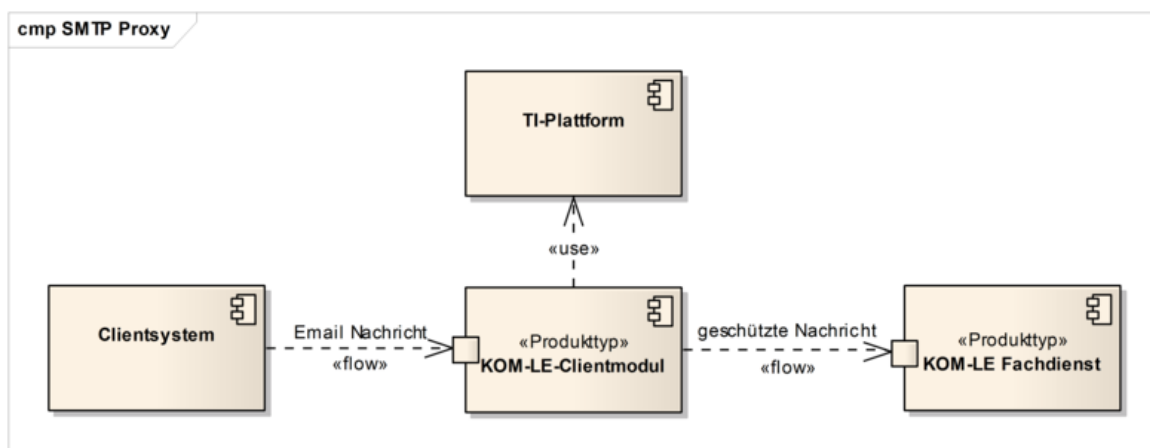 cmp SMTP Proxy
TI-Plattform
«use»
Clientsystem
Email Nachricht
«flow»
«Produkttyp»
KOM-LE-Clientmodul
geschützte Nachricht
«flow»
«Produkttyp»
KOM-LE Fachdienst